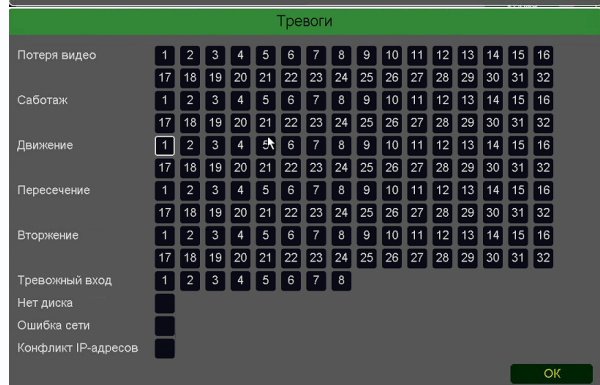 Тревоги
Потеря видео 1 2 3 4 5 6 7 8 9 10 11 12 13 14 15 16
17 18 19 20 21 22 23 24 25 26 27 28 29 30 31 32
Саботаж 1 2 3 4 5 6 7 8 9 10 11 12 13 14 15 16
17 18 19 20 21 22 23 24 25 26 27 28 29 30 31 32
Движение 1 2 3 4 5 6 7 8 9 10 11 12 13 14 15 16
17 18 19 20 21 22 23 24 25 26 27 28 29 30 31 32
Пересечение 1 2 3 4 5 6 7 8 9 10 11 12 13 14 15 16
17 18 19 20 21 22 23 24 25 26 27 28 29 30 31 32
Вторжение 1 2 3 4 5 6 7 8 9 10 11 12 13 14 15 16
17 18 19 20 21 22 23 24 25 26 27 28 29 30 31 32
Тревожный вход 1 2 3 4 5 6 7 8
Нет диска
Ошибка сети
Конфликт IP-адресов
OK